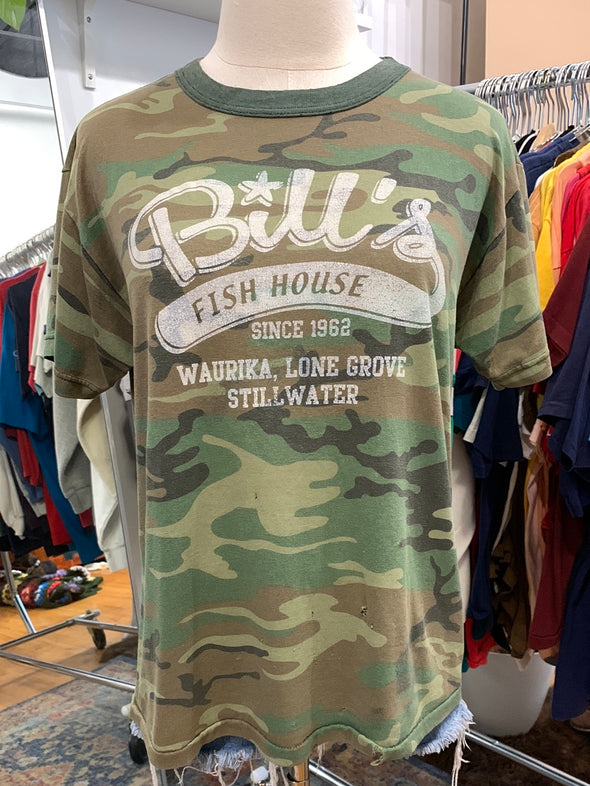 Bill's
FISH HOUSE
SINCE 1962
WAURIKA, LONE GROVE
STILLWATER